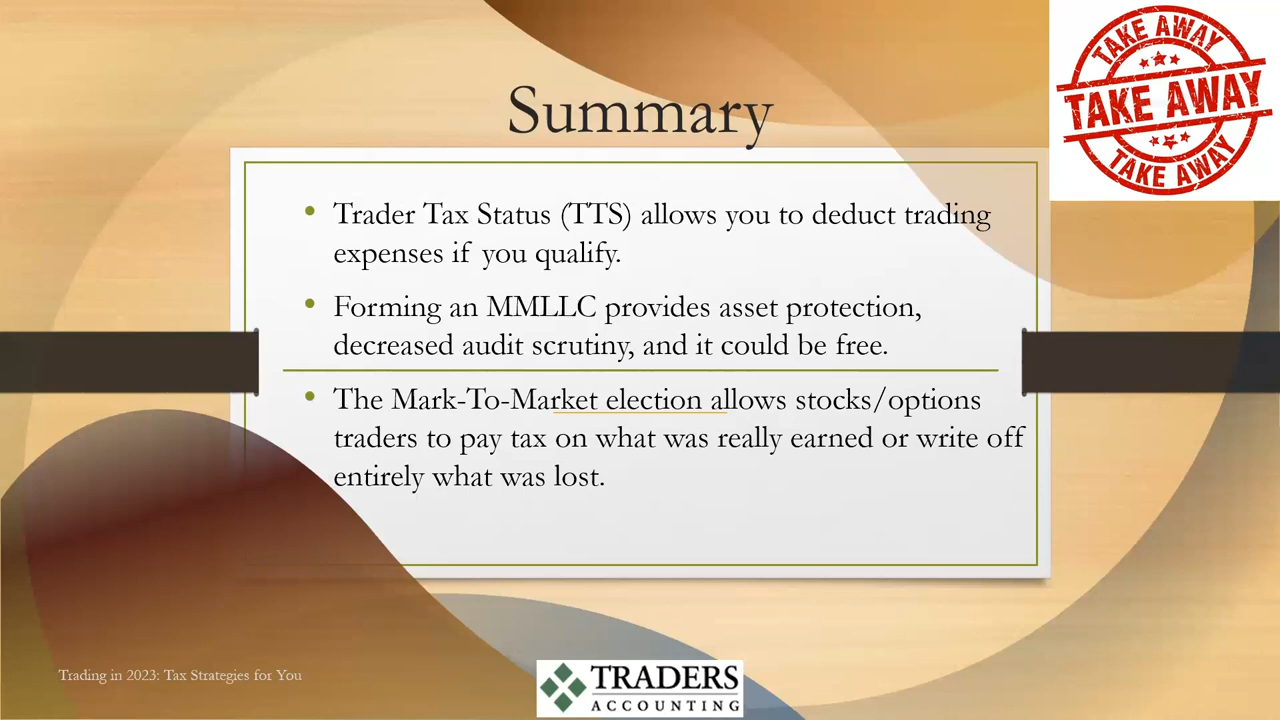 TAKE AWAY
TAKE AWAY
TAKE AWAY
Summary
• Trader Tax Status (TTS) allows you to deduct trading
expenses if you qualify.
• Forming an MMLLC provides asset protection,
decreased audit scrutiny, and it could be free.
• The Mark-To-Market election allows stocks/options
traders to pay tax on what was really earned or write off
entirely what was lost.
Trading in 2023: Tax Strategies for You
TRADERS
ACCOUNTING